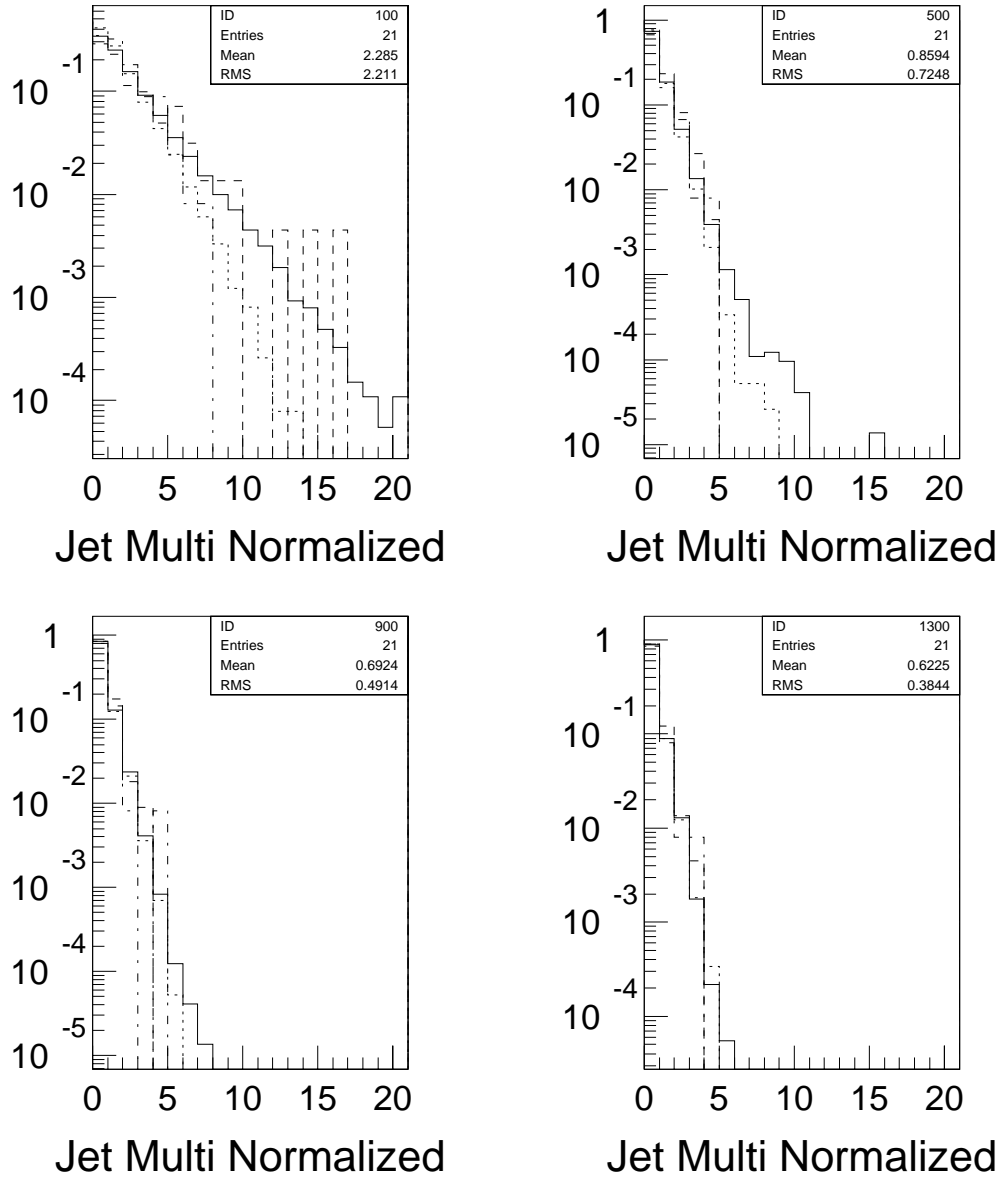 ID 100
Entries 21
Mean 2.285
RMS 2.211
10 -1
10 -2
10 -3
10 -4
0 5 10 15 20
Jet Multi Normalized
ID 500
Entries 21
Mean 0.8594
RMS 0.7248
1
10 -1
10 -2
10 -3
10 -4
10 -5
0 5 10 15 20
Jet Multi Normalized
ID 900
Entries 21
Mean 0.6924
RMS 0.4914
1
10 -1
10 -2
10 -3
10 -4
10 -5
0 5 10 15 20
Jet Multi Normalized
ID 1300
Entries 21
Mean 0.6225
RMS 0.3844
1
10 -1
10 -2
10 -3
10 -4
0 5 10 15 20
Jet Multi Normalized